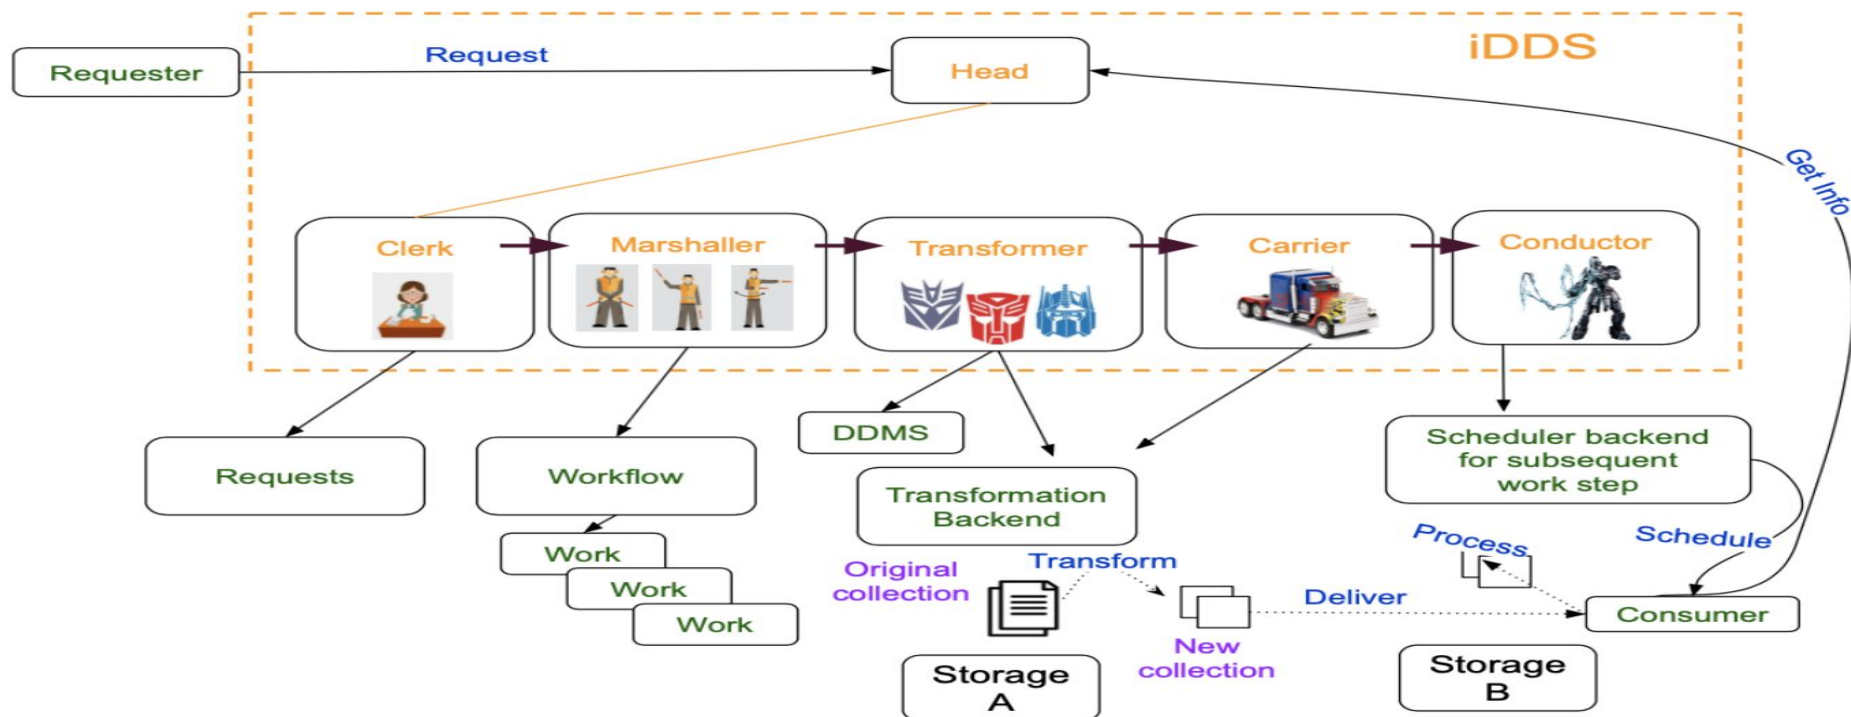 iDDS
Requester
Request
Head
Get Info
Clerk
Marshaller
Transformer
Carrier
Conductor
Requests
Workflow
Work
Work
Work
DDMS
Transformation
Backend
Scheduler backend
for subsequent
work step
Original
collection
Transform
New
collection
Deliver
Process
Schedule
Consumer
Storage
A
Storage
B